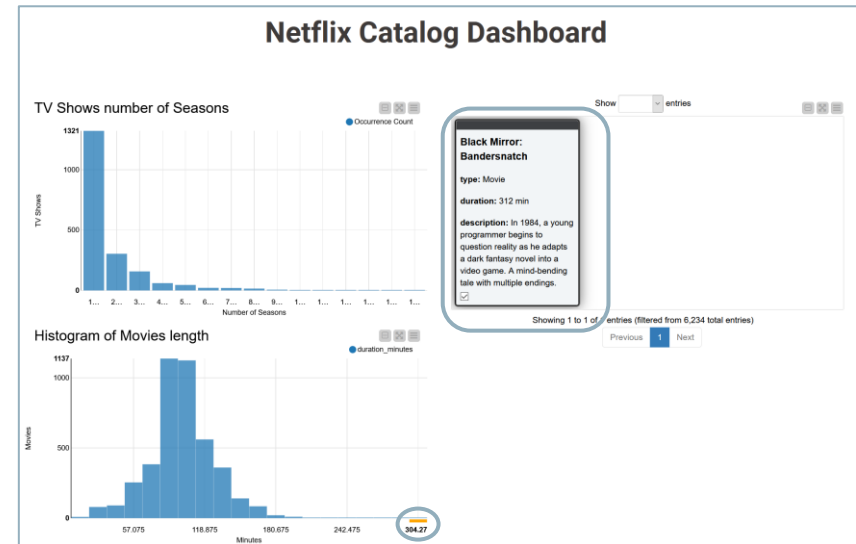 Netflix Catalog Dashboard
TV Shows number of Seasons
Occurrence Count
1321
1000
500
0
TV Shows
1... 2... 3... 4... 5... 6... 7... 8... 9... 1... 1... 1... 1... 1...
Number of Seasons
Show entries
Black Mirror:
Bandersnatch
type: Movie
duration: 312 min
description: In 1984, a young
programmer begins to
question reality as he adapts
a dark fantasy novel into a
video game. A mind-bending
tale with multiple endings.
Showing 1 to 1 of entries (filtered from 6,234 total entries)
Previous 1 Next
Histogram of Movies length
duration_minutes
1137
1000
500
0
Movies
57.075 118.875 180.675 242.475 304.27
Minutes